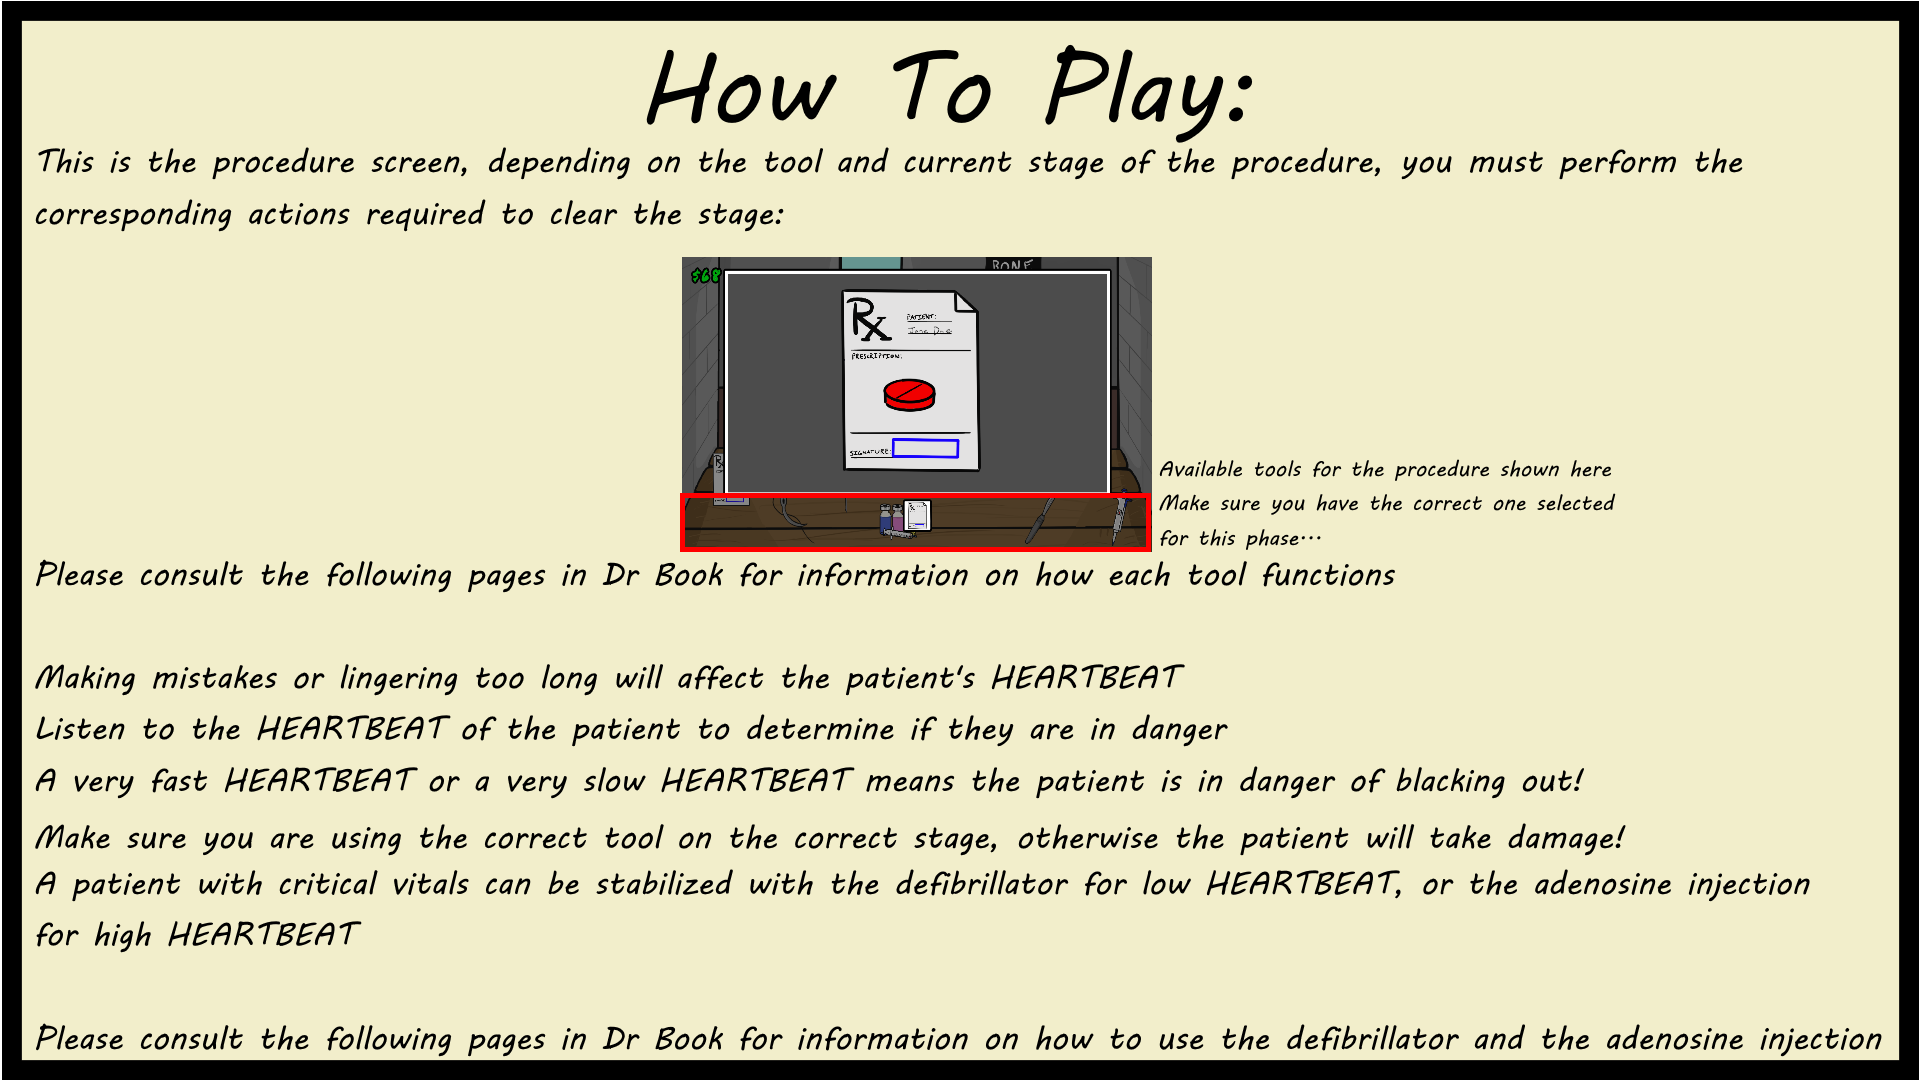 How To Play:
This is the procedure screen, depending on the tool and current stage of the procedure, you must perform the
corresponding actions required to clear the stage:
BONE
$68
Rx
PATIENT:
Jane Doe
PRESCRIPTION:
SIGNATURE:
Available tools for the procedure shown here
Make sure you have the correct one selected
for this phase...
Please consult the following pages in Dr Book for information on how each tool functions
Making mistakes or lingering too long will affect the patient's HEARTBEAT
Listen to the HEARTBEAT of the patient to determine if they are in danger
A very fast HEARTBEAT or a very slow HEARTBEAT means the patient is in danger of blacking out!
Make sure you are using the correct tool on the correct stage, otherwise the patient will take damage!
A patient with critical vitals can be stabilized with the defibrillator for low HEARTBEAT, or the adenosine injection
for high HEARTBEAT
Please consult the following pages in Dr Book for information on how to use the defibrillator and the adenosine injection